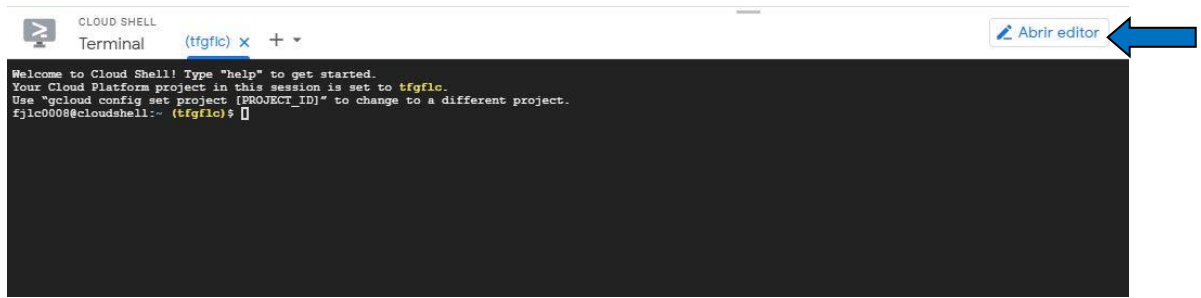 CLOUD SHELL
Terminal (tfgflc) x + Abrir editor
Welcome to Cloud Shell! Type "help" to get started.
Your Cloud Platform project in this session is set to tfgflc.
Use "gcloud config set project [PROJECT_ID]" to change to a different project.
fjlc0008@cloudshell:~ (tfgflc)$